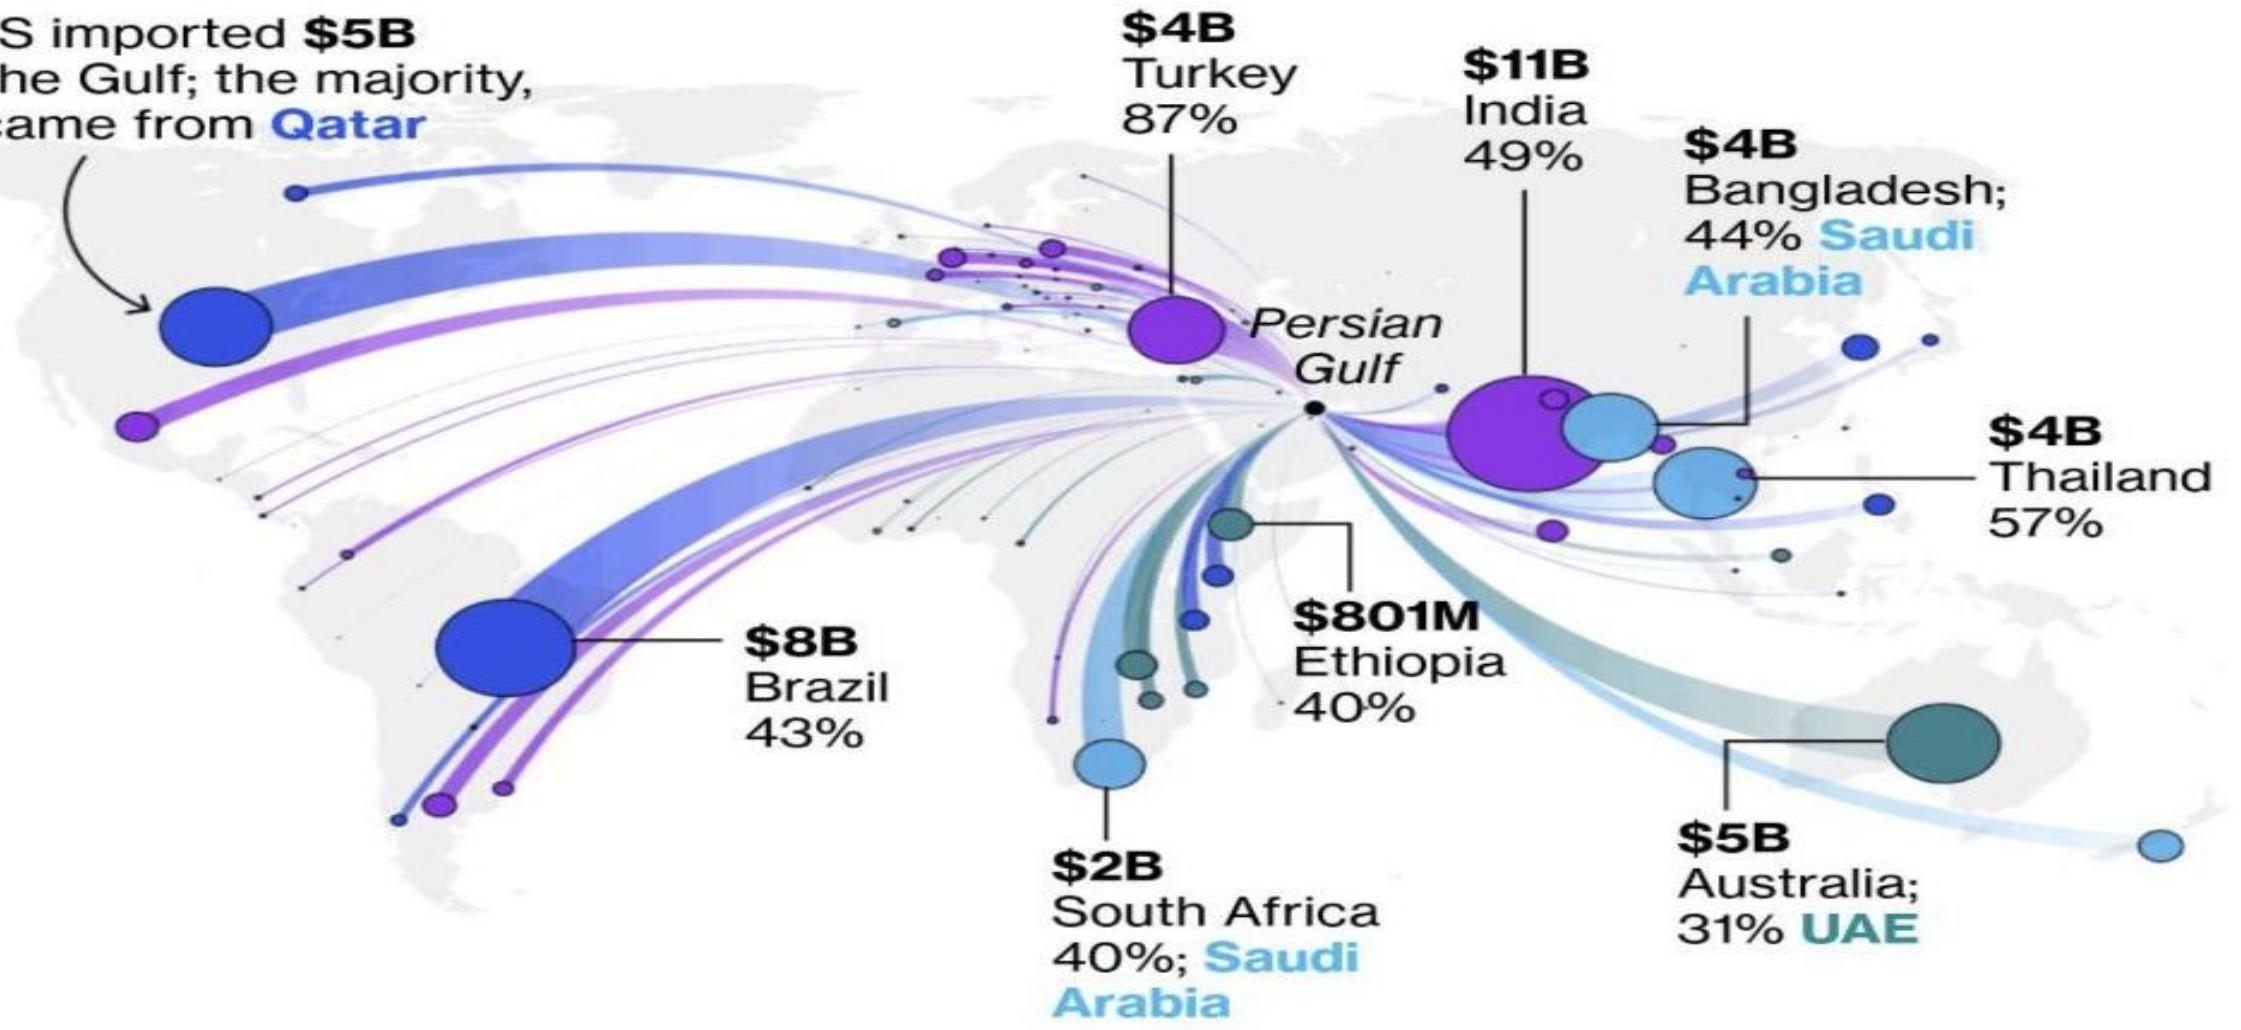 S imported $5B
he Gulf; the majority,
came from Qatar
$4B
Turkey
87%
$11B
India
49%
$4B
Bangladesh;
44% Saudi
Arabia
Persian
Gulf
$4B
Thailand
57%
$801M
Ethiopia
40%
$8B
Brazil
43%
$2B
South Africa
40%; Saudi
Arabia
$5B
Australia;
31% UAE